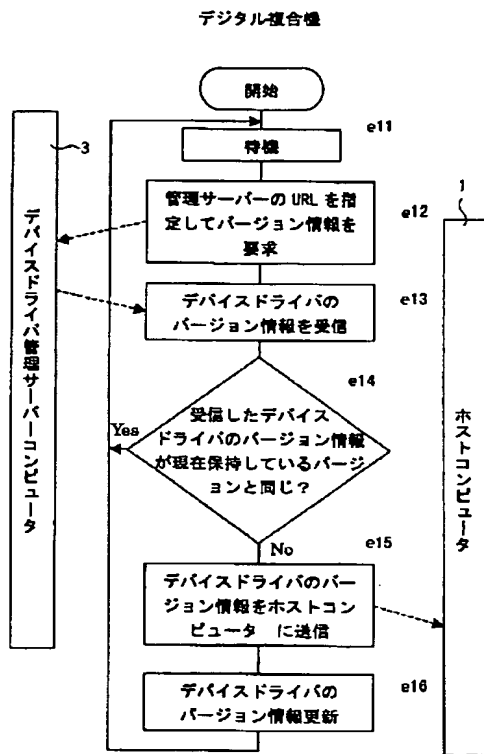 デジタル複合機
開始
e11
待機
3
1
管理サーバーの URL を指
定してバージョン情報を
要求
e12
デバイスドライバの
バージョン情報を受信
e13
e14
受信したデバイス
ドライバのバージョン情報
が現在保持しているバージ
ョンと同じ？
Yes
No
e15
デバイスドライバのバー
ジョン情報をホストコン
ピュータ に送信
デバイスドライバの
バージョン情報更新
e16
デバイスドライバ管理サーバーコンピュータ
ホストコンピュータ